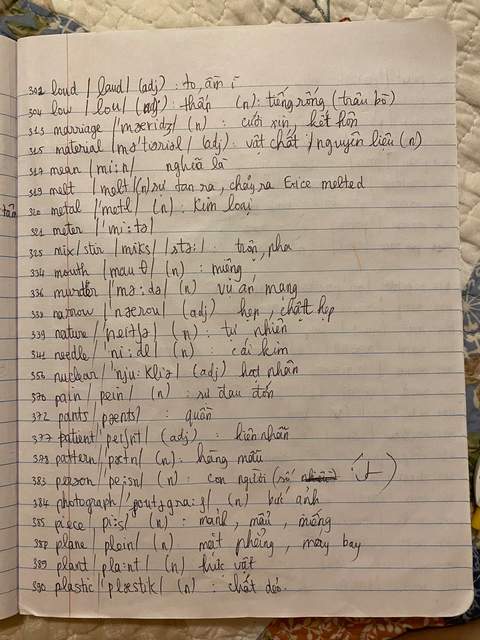 302 loud / laud / (adj) : to, ầm ĩ
304 low / lou / (adj) : thấp (n) : tiếng rống (trâu bò)
313 marriage / 'mæridʒ / (n) : cưới xin, kết hôn
315 material / mə'tiəriəl / (adj) : vật chất / nguyên liệu (n)
317 mean / mi:n / nghĩa là
319 melt / melt / (n) sự tan ra, chảy ra Erice melted
320 metal / 'metl / (n) : Kim loại
321 meter / 'mi:tə /
325 mix/stir / miks / / stə: / : trộn, pha
334 mouth / mauθ / (n) : miệng
336 murder / 'mə:də / (n) vụ án mạng
338 narrow / 'nærou / (adj) hẹp, chật hẹp
339 nature / 'neitʃə / (n) : tự nhiên
341 needle / 'ni:dl / (n) : cái kim
356 nuclear / 'nju:kliə / (adj) hạt nhân
370 pain / pein / (n) : sự đau đớn
372 pants / pænts / : quần
377 patient / 'peiʃnt / (adj) : kiên nhẫn
378 pattern / pætn / (n) : hàng mẫu
383 person / 'pə:sn / (n) : con người (số
384 photograph / 'foutəgra:f / (n) bức ảnh
385 piece / pi:s / (n) : mảnh, mẩu, miếng
388 plane / plein / (n) : mặt phẳng, máy bay
389 plant / pla:nt / (n) thực vật
390 plastic / plæstik / (n) : chất dẻo.